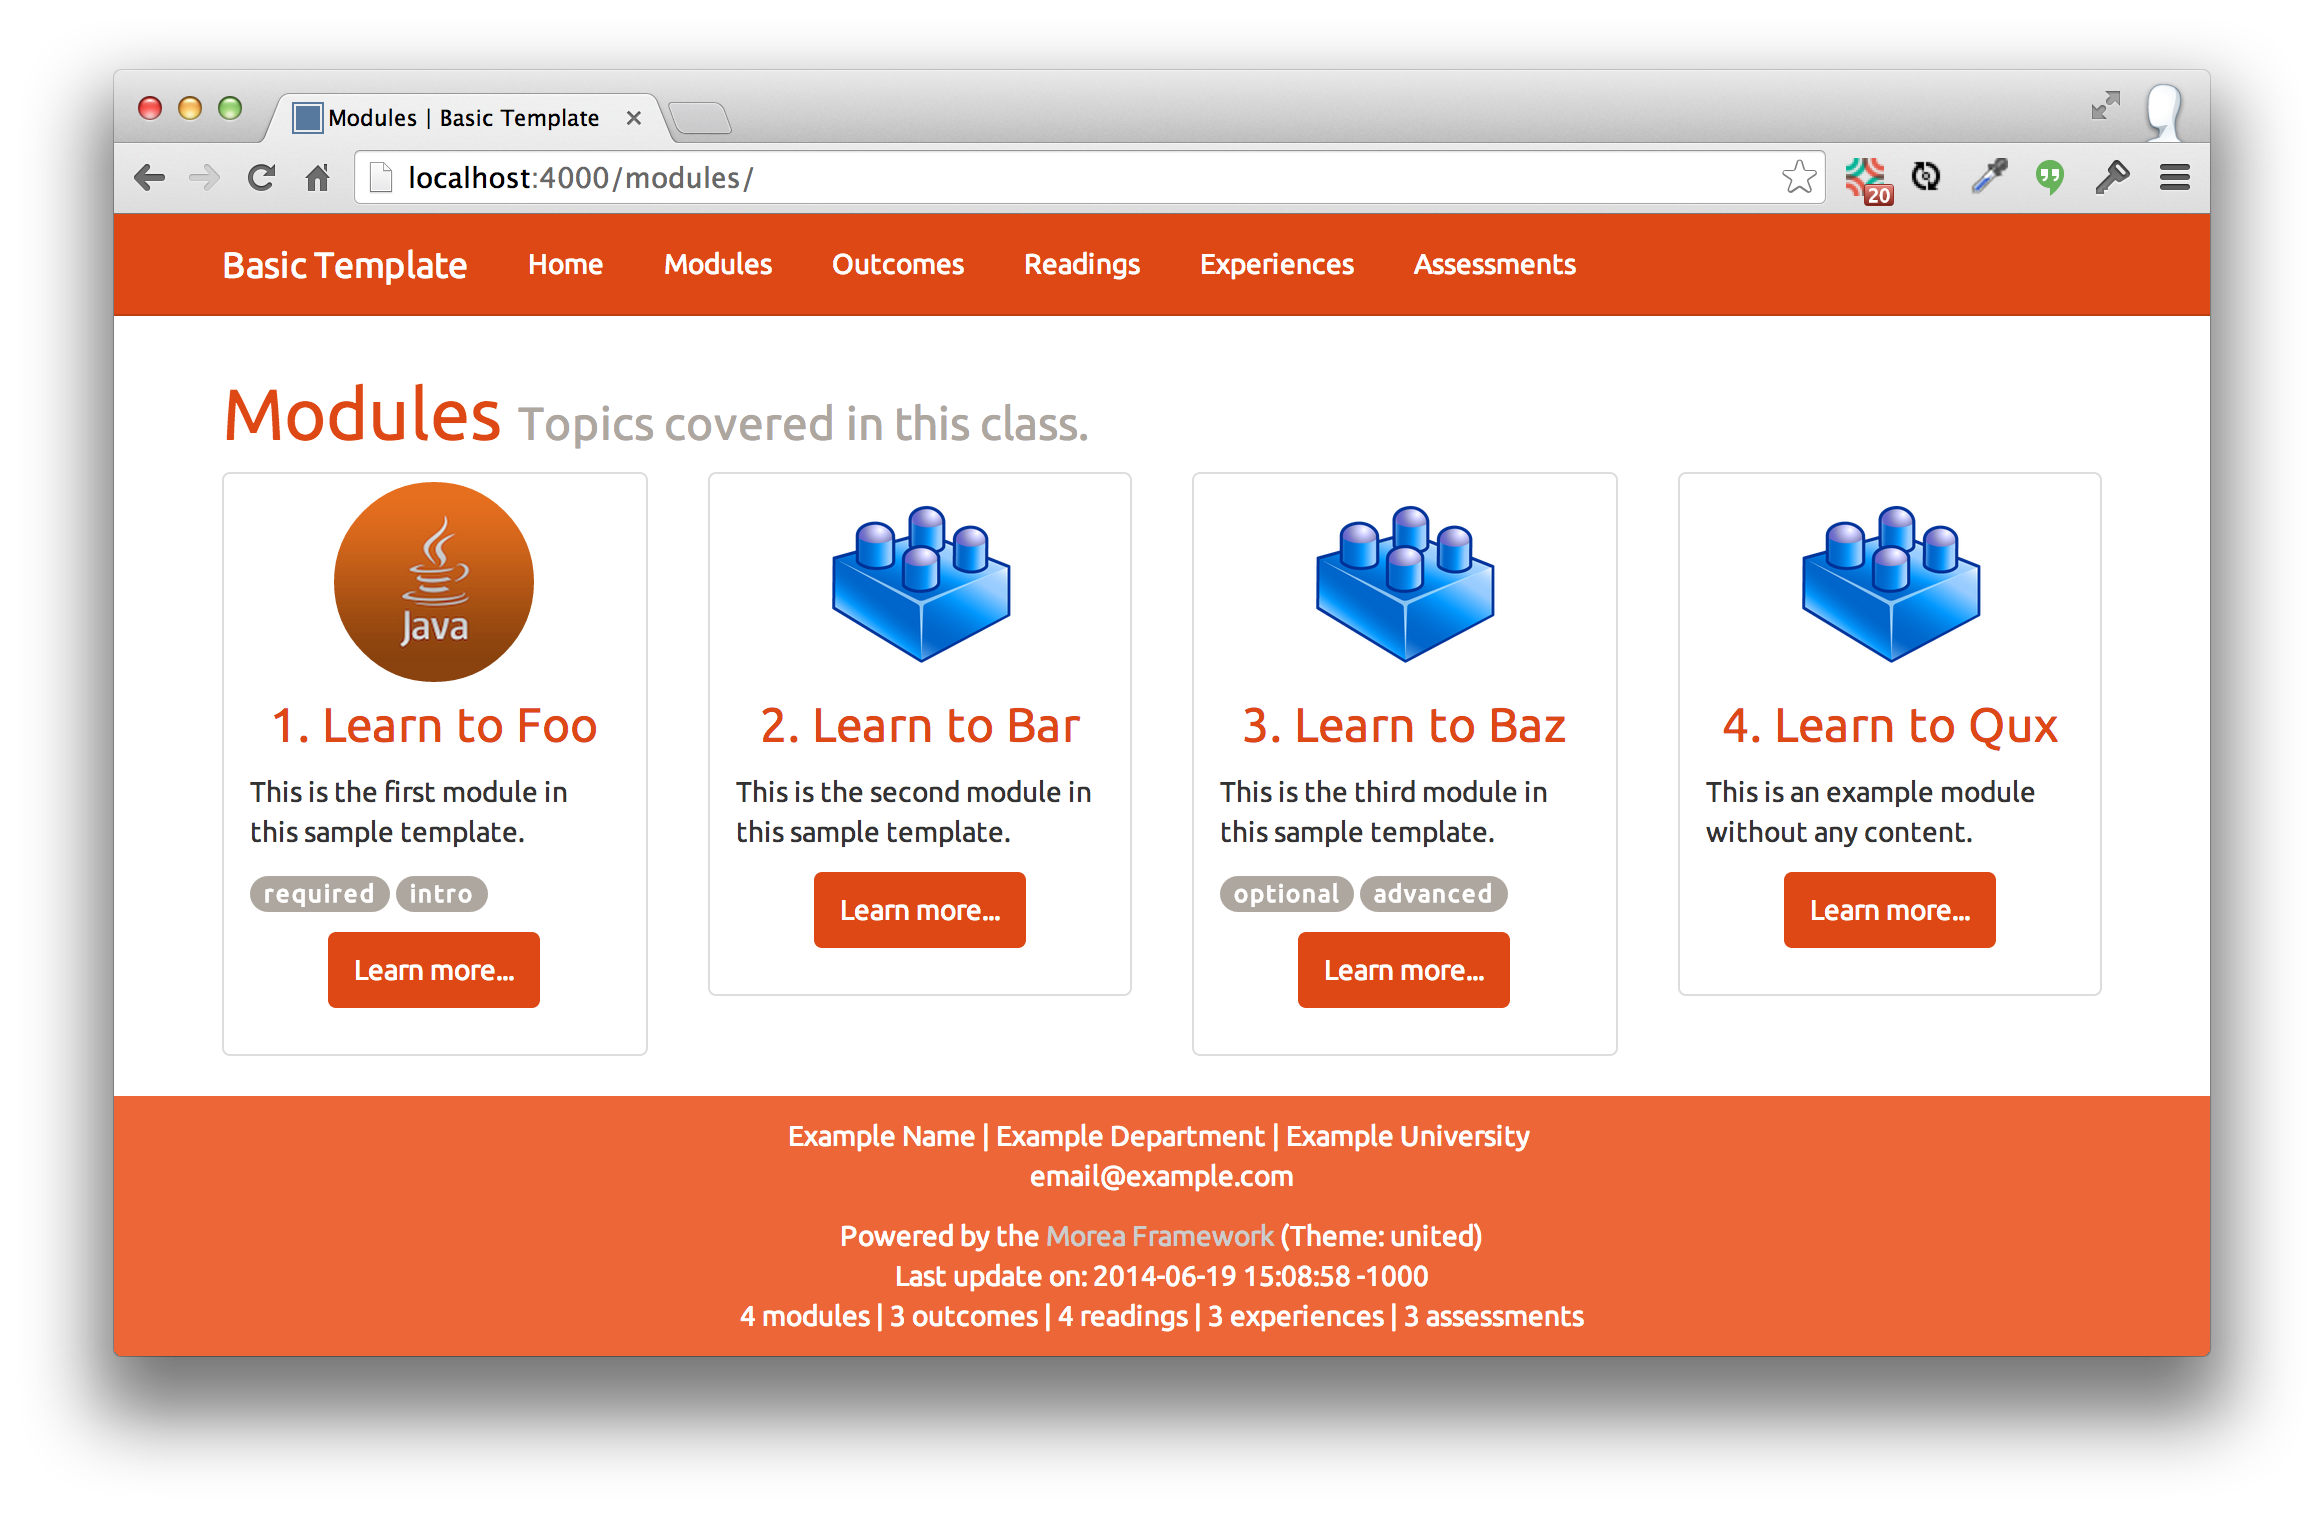 Modules | Basic Template
localhost:4000/modules/
20
Basic Template Home Modules Outcomes Readings Experiences Assessments
Modules Topics covered in this class.
Java
1. Learn to Foo
This is the first module in
this sample template.
required intro
Learn more...
2. Learn to Bar
This is the second module in
this sample template.
Learn more...
3. Learn to Baz
This is the third module in
this sample template.
optional advanced
Learn more...
4. Learn to Qux
This is an example module
without any content.
Learn more...
Example Name | Example Department | Example University
email@example.com
Powered by the Morea Framework (Theme: united)
Last update on: 2014-06-19 15:08:58 -1000
4 modules | 3 outcomes | 4 readings | 3 experiences | 3 assessments